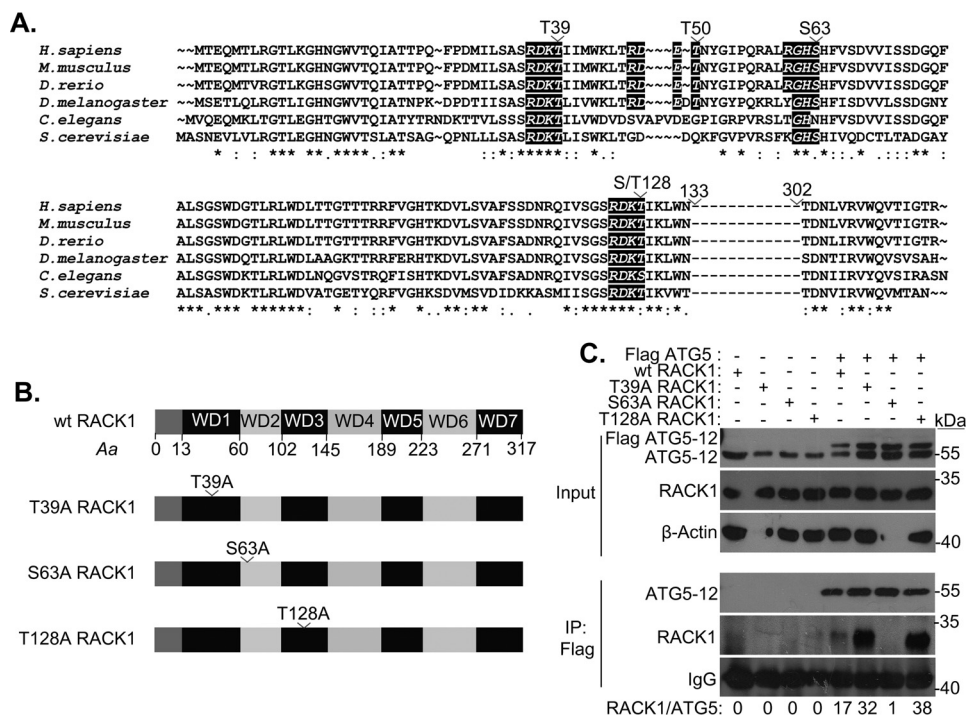 A.
T39 T50 S63
H.sapiens ~~MTEQMTLRGTLKGHNGWVTQIATTPQ~FPDMILSASRDKTIIMWKLTRD~~~E~TNYGIPQRALRGHSHFVSDVVISSDGQF
M.musculus ~~MTEQMTLRGTLKGHNGWVTQIATTPQ~FPDMILSASRDKTIIMWKLTRD~~~E~TNYGIPQRALRGHSHFVSDVVISSDGQF
D.rerio ~~MTEQMTLRGTLKGHSGWVTQIATTPQ~FPDMILSASRDKTIIMWKLTRD~~~E~TNYGIPQRALRGHSHFVSDVVISSDGQF
D.melanogaster ~~MSETLQLRGTLIGHNGWVTQIATNPK~DPDTIISASRDKTLIVWKLTRD~~~EDTNYGYPQKRLYGHSHFISDVVLSSDGNY
C.elegans ~MVQEQMKLTGTLEGHTGWVTQIATYTRNDKTTVLSSSRDKTILVWDVDSVAPVDEGPIGRPVRSLTGHNHFVSDVVISSDGQF
S.cerevisiae ~MASNEVLVLRGTLEGHNGWVTSLATSAG~QPNLLLSASRDKTLISWKLTGD~~~~DQKFGVPVRSFKGHSHIVQDCTLTADGAY
S/T128 133 302
H.sapiens ALSGSWDGTLRLWDLTTGTTTRRFVGHTKDVLSVAFSSDNRQIVSGSRDKTIKLWN------------TDNLVRVWQVTIGTR~
M.musculus ALSGSWDGTLRLWDLTTGTTTRRFVGHTKDVLSVAFSSDNRQIVSGSRDKTIKLWN------------TDNLVRVWQVTIGTR~
D.rerio ALSGSWDGTLRLWDLTTGTTTRRFVGHTKDVLSVAFSADNRQIVSGSRDKTIKLWN------------TDNLIRVWQVTIGTR~
D.melanogaster ALSGSWDQTLRLWDLAAGKTTRRFERHTKDVLSVAFSADNRQIVSGSRDKTIKLWN------------TDNIIRVWQVSVSAH~
C.elegans ALSGSWDKTLRLWDLNQGVSTRQFISHTKDVLSVAFSADNRQIVSGSRDKSIKLWN------------TDNIIRVYQVSIRASN
S.cerevisiae ALSASWDKTLRLWDVATGETYQRFVGHKSDVMSVDIDKKASMIISGSRDKTIKVWT------------TDNVIRVWQVMTAN~~
B.
wt RACK1 WD1 WD2 WD3 WD4 WD5 WD6 WD7
Aa 0 13 60 102 145 189 223 271 317
T39A
T39A RACK1
S63A
S63A RACK1
T128A
T128A RACK1
C.
Flag ATG5 : - - - - + + + +
wt RACK1 : + - - - + - - -
T39A RACK1 : - + - - - + - -
S63A RACK1 : - - + - - - + -
T128A RACK1 : - - - + - - - +
kDa
Flag ATG5-12
ATG5-12 -55
-35
Input RACK1
β-Actin -40
ATG5-12 -55
-35
IP: Flag RACK1
IgG -40
RACK1/ATG5: 0 0 0 0 17 32 1 38